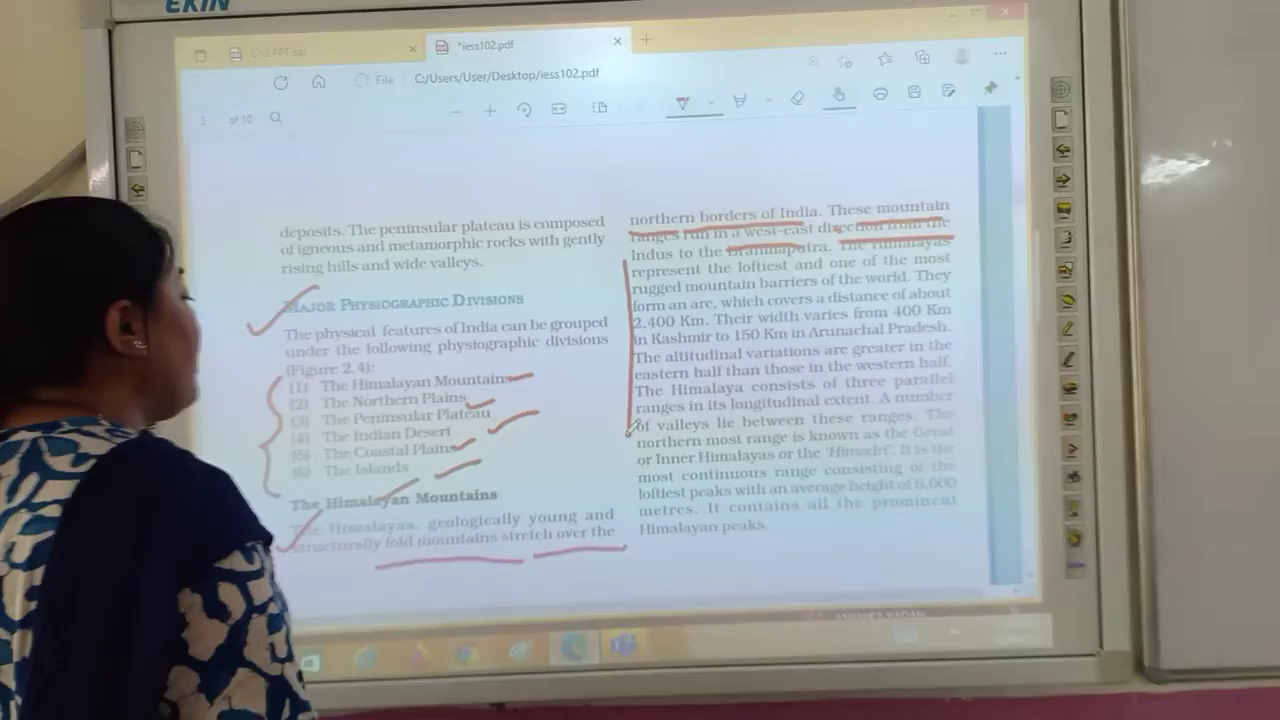 EKIN
Ch2 PPT.pdf
*iess102.pdf
File C:/Users/User/Desktop/iess102.pdf
of 10
deposits. The peninsular plateau is composed
of igneous and metamorphic rocks with gently
rising hills and wide valleys.
MAJOR PHYSIOGRAPHIC DIVISIONS
The physical features of India can be grouped
under the following physiographic divisions
(Figure 2.4):
(1) The Himalayan Mountains
(2) The Northern Plains
(3) The Peninsular Plateau
(4) The Indian Desert
(5) The Coastal Plains
(6) The Islands
The Himalayan Mountains
The Himalayas, geologically young and
structurally fold mountains stretch over the
northern borders of India. These mountain
ranges run in a west-east direction from the
Indus to the Brahmaputra. The Himalayas
represent the loftiest and one of the most
rugged mountain barriers of the world. They
form an arc, which covers a distance of about
2,400 Km. Their width varies from 400 Km
in Kashmir to 150 Km in Arunachal Pradesh.
The altitudinal variations are greater in the
eastern half than those in the western half.
The Himalaya consists of three parallel
ranges in its longitudinal extent. A number
of valleys lie between these ranges. The
northern most range is known as the Great
or Inner Himalayas or the 'Himadri'. It is the
most continuous range consisting of the
loftiest peaks with an average height of 6,000
metres. It contains all the prominent
Himalayan peaks.